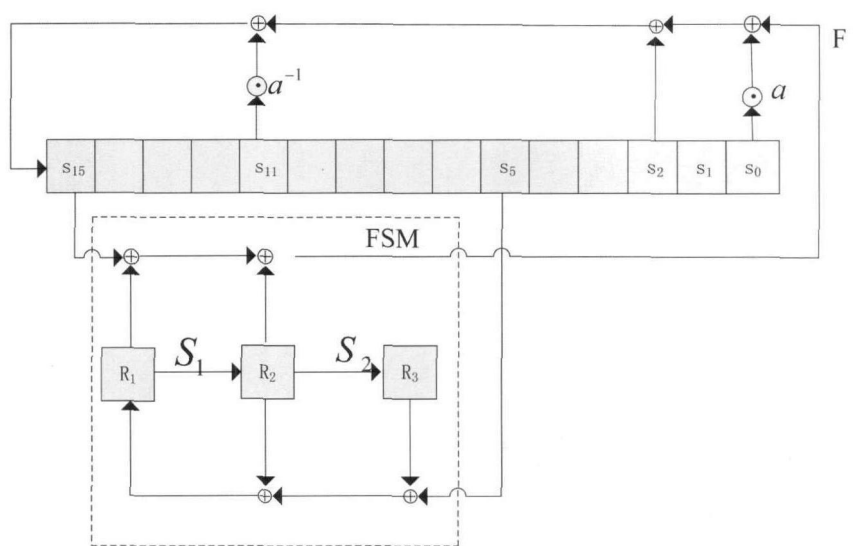 F
a⁻¹
a
s₁₅ s₁₁ s₅ s₂ s₁ s₀
FSM
S₁ S₂
R₁ R₂ R₃